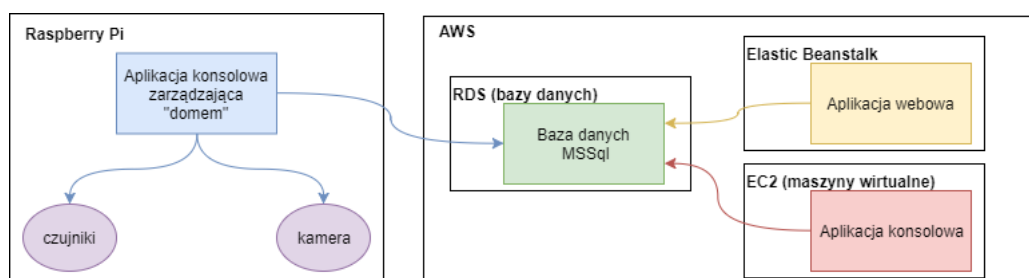 Raspberry Pi
Aplikacja konsolowa
zarządzająca
"domem"
czujniki
kamera
AWS
RDS (bazy danych)
Baza danych
MSSql
Elastic Beanstalk
Aplikacja webowa
EC2 (maszyny wirtualne)
Aplikacja konsolowa